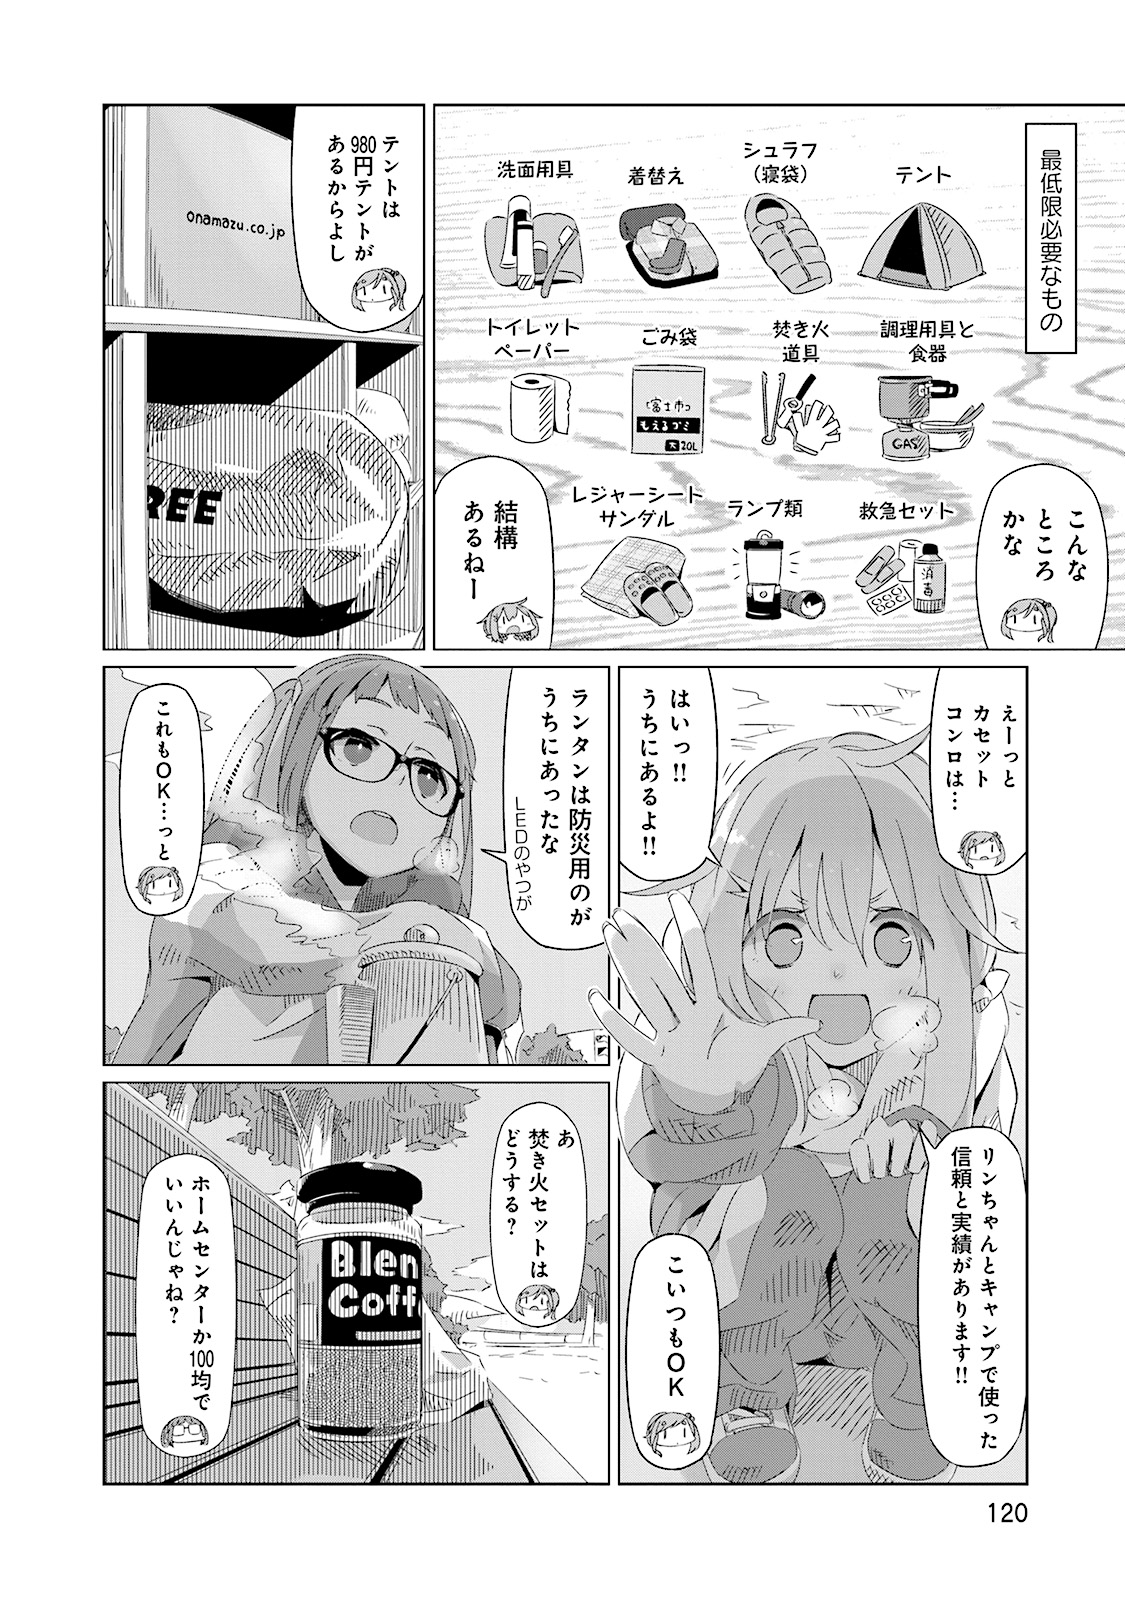 最低限必要なもの
テント
シュラフ
（寝袋）
着替え
洗面用具
調理用具と
食器
GAS
焚き火
道具
ごみ袋
富士市
もえるゴミ
大20L
トイレット
ペーパー
救急セット
消毒
ランプ類
レジャーシート
サンダル
こんな
ところ
かな
結構
あるねー
テントは
980円テントが
あるからよし
onamazu.co.jp
REE
えーっと
カセット
コンロは…
はいっ!!
うちにあるよ!!
リンちゃんとキャンプで使った
信頼と実績があります!!
こいつもOK
ランタンは防災用のが
うちにあったな
LEDのやつが
これもOK…っと
あ
焚き火セットは
どうする？
Blen
Coffe
ホームセンターか100均で
いいんじゃね？
120